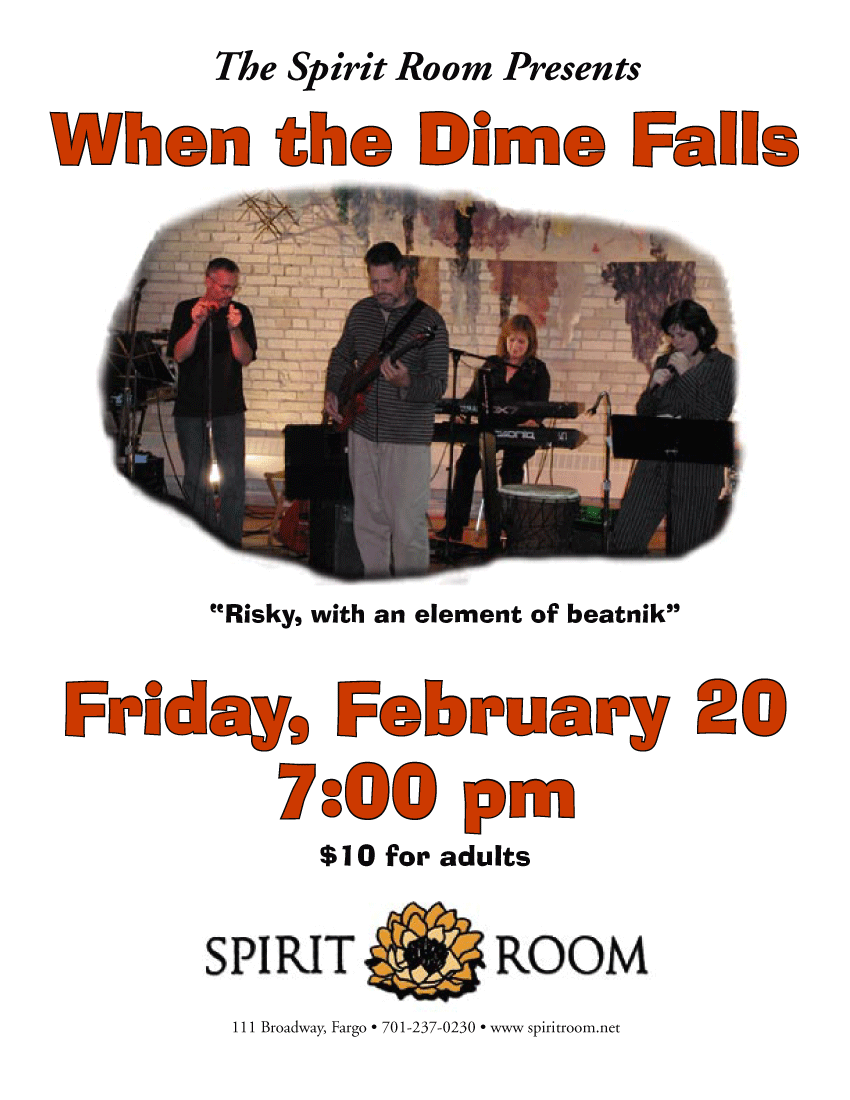 The Spirit Room Presents
When the Dime Falls
“Risky, with an element of beatnik”
Friday, February 20
7:00 pm
$10 for adults
SPIRIT ROOM
111 Broadway, Fargo • 701-237-0230 • www spiritroom.net